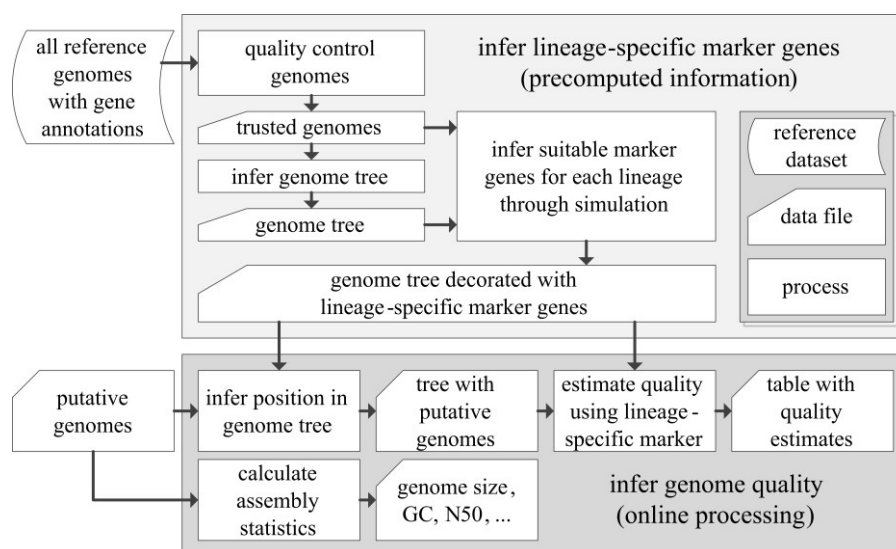 all reference
genomes
with gene
annotations
quality control
genomes
trusted genomes
infer genome tree
genome tree
infer suitable marker
genes for each lineage
through simulation
genome tree decorated with
lineage-specific marker genes
infer lineage-specific marker genes
(precomputed information)
reference
dataset
data file
process
putative
genomes
infer position in
genome tree
tree with
putative
genomes
estimate quality
using lineage-
specific marker
table with
quality
estimates
calculate
assembly
statistics
genome size,
GC, N50, ...
infer genome quality
(online processing)